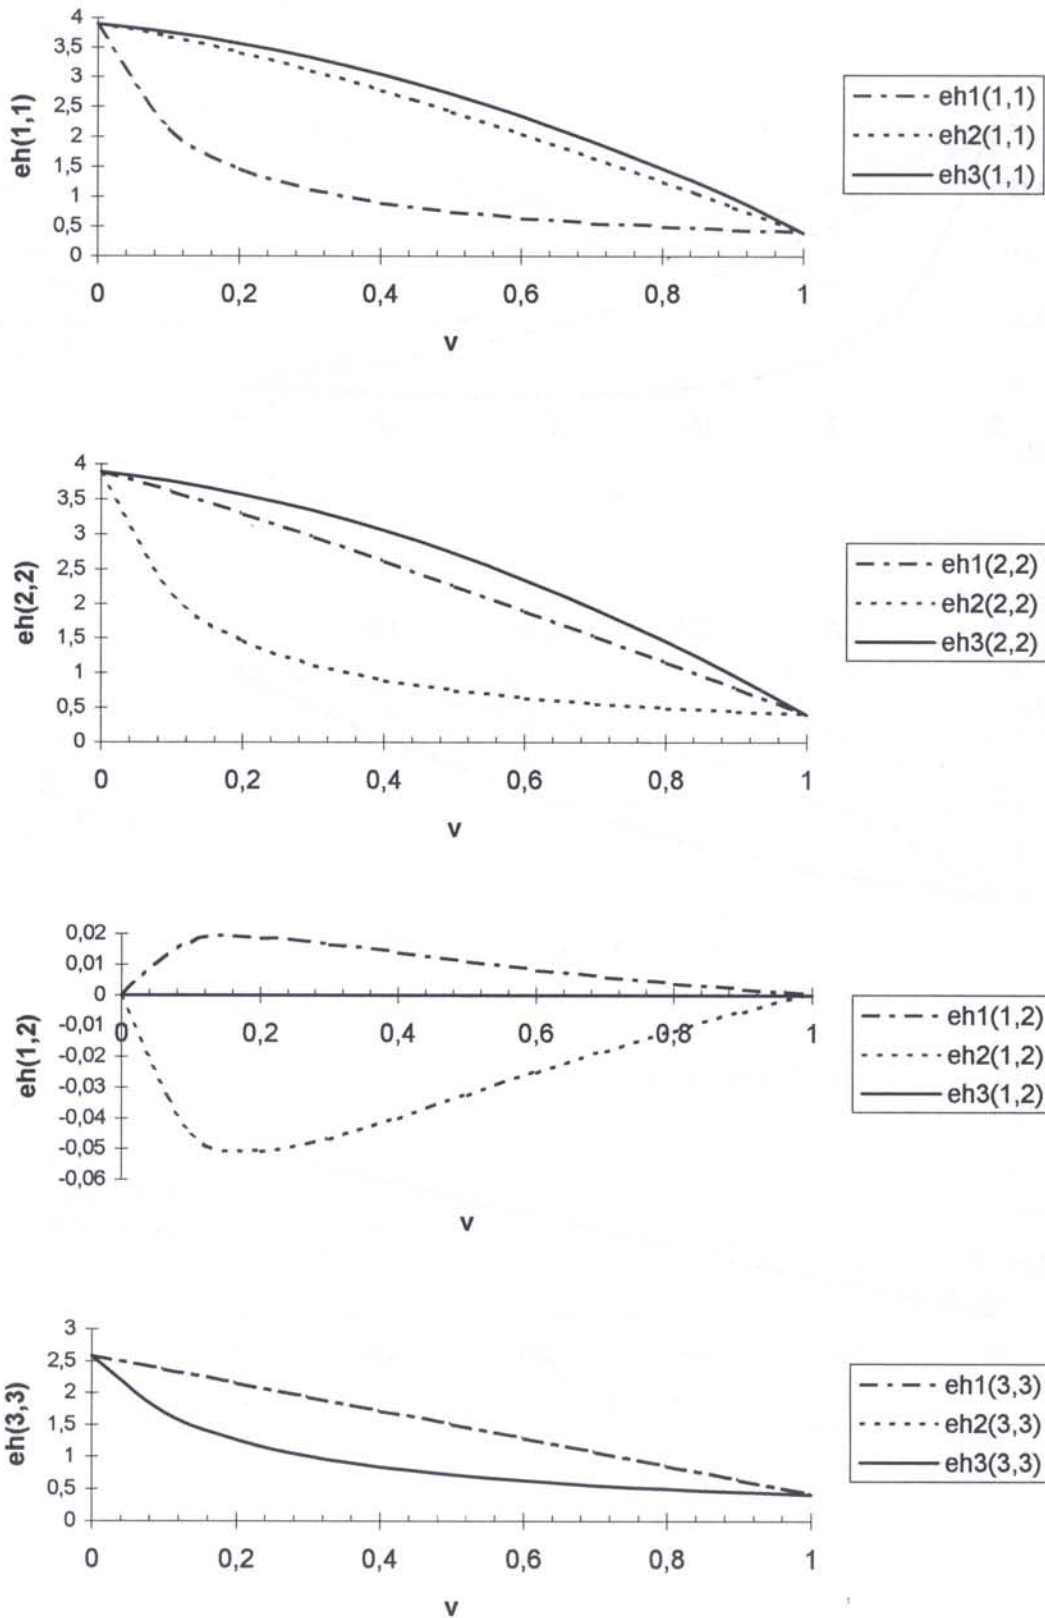 4
3,5
3
2,5
2
1,5
1
0,5
0
eh(1,1)
0 0,2 0,4 0,6 0,8 1
v
eh1(1,1)
eh2(1,1)
eh3(1,1)
4
3,5
3
2,5
2
1,5
1
0,5
0
eh(2,2)
0 0,2 0,4 0,6 0,8 1
v
eh1(2,2)
eh2(2,2)
eh3(2,2)
0,02
0,01
0
-0,01
-0,02
-0,03
-0,04
-0,05
-0,06
eh(1,2)
0 0,2 0,4 0,6 0,8 1
v
eh1(1,2)
eh2(1,2)
eh3(1,2)
3
2,5
2
1,5
1
0,5
0
eh(3,3)
0 0,2 0,4 0,6 0,8 1
v
eh1(3,3)
eh2(3,3)
eh3(3,3)